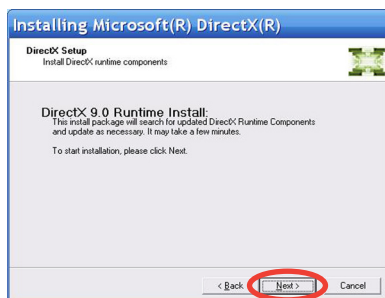 Installing Microsoft(R) DirectX(R)
DirectX Setup
Install DirectX runtime components
DirectX 9.0 Runtime Install:
This install package will search for updated DirectX Runtime Components
and update as necessary. It may take a few minutes.
To start installation, please click Next.
< Back
Next >
Cancel